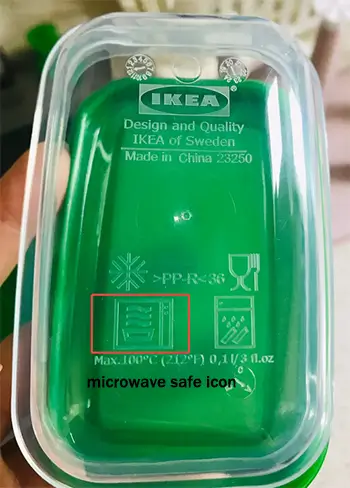 IKEA
Design and Quality
IKEA of Sweden
Made in China 23250
>PP-R<36
Max.100°C (212°F) 0,1 l/3 fl.oz
microwave safe icon